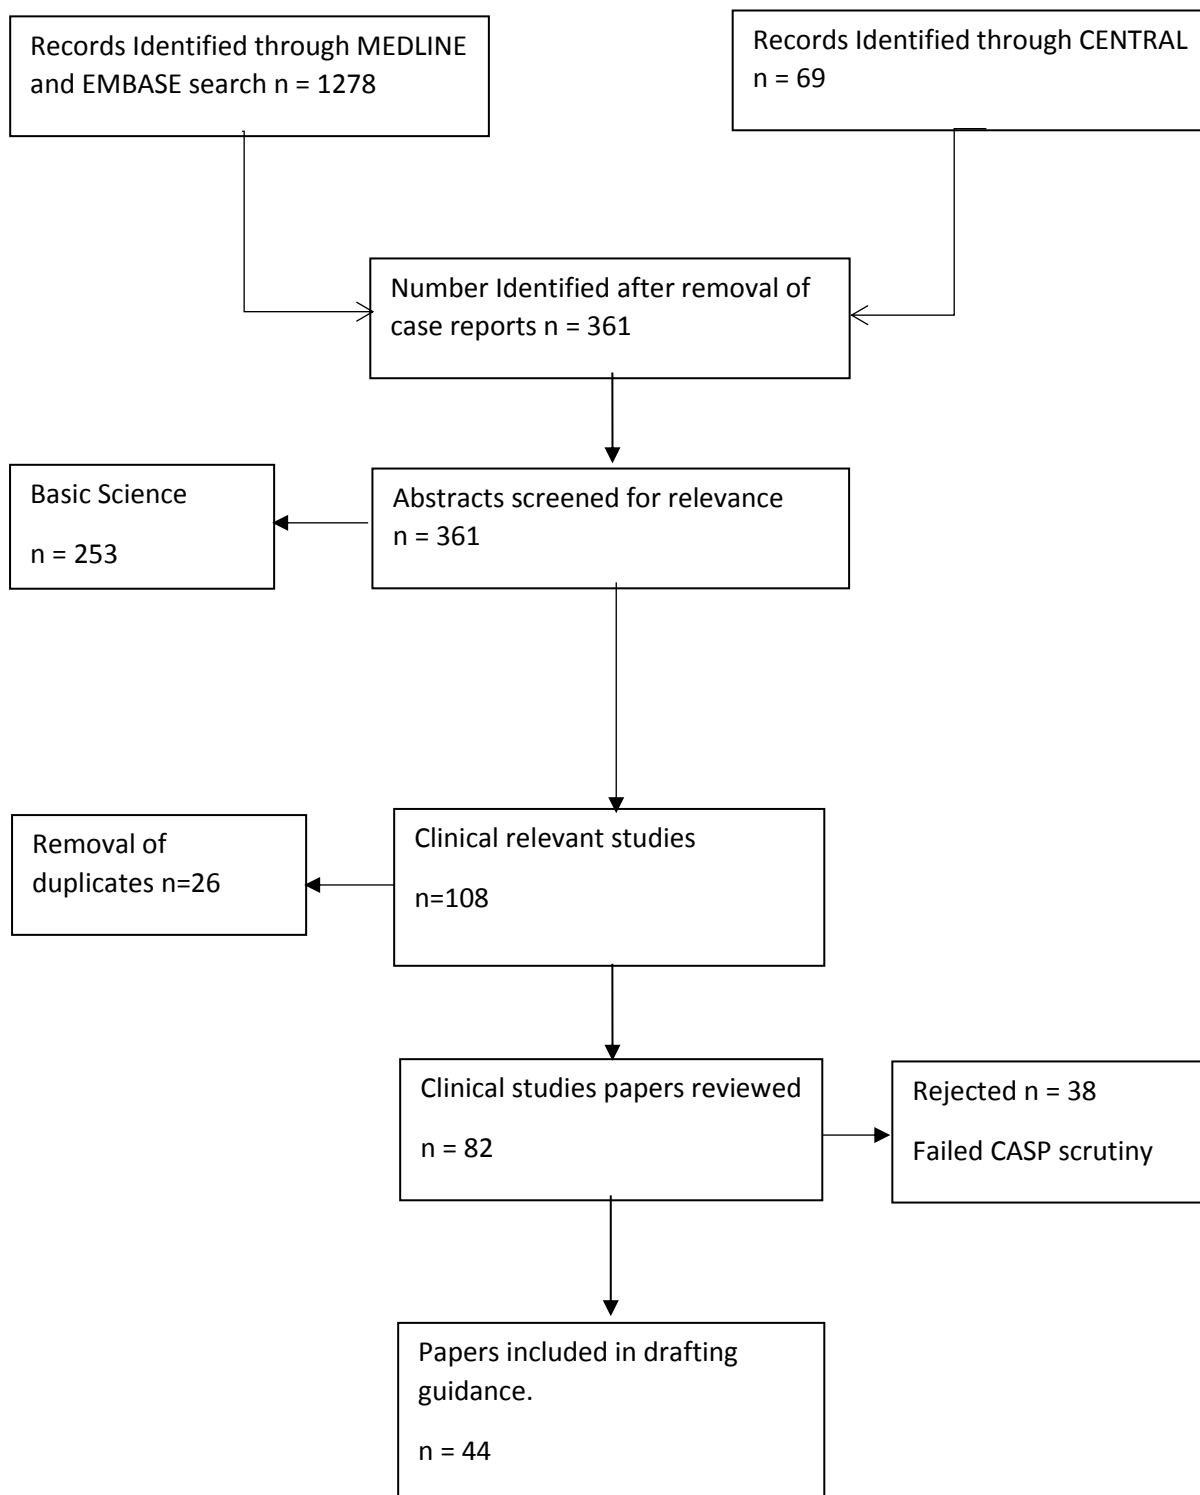 Records Identified through MEDLINE
and EMBASE search n = 1278
Records Identified through CENTRAL
n = 69
Number Identified after removal of
case reports n = 361
Basic Science
n = 253
Abstracts screened for relevance
n = 361
Removal of
duplicates n=26
Clinical relevant studies
n=108
Clinical studies papers reviewed
n = 82
Rejected n = 38
Failed CASP scrutiny
Papers included in drafting
guidance.
n = 44